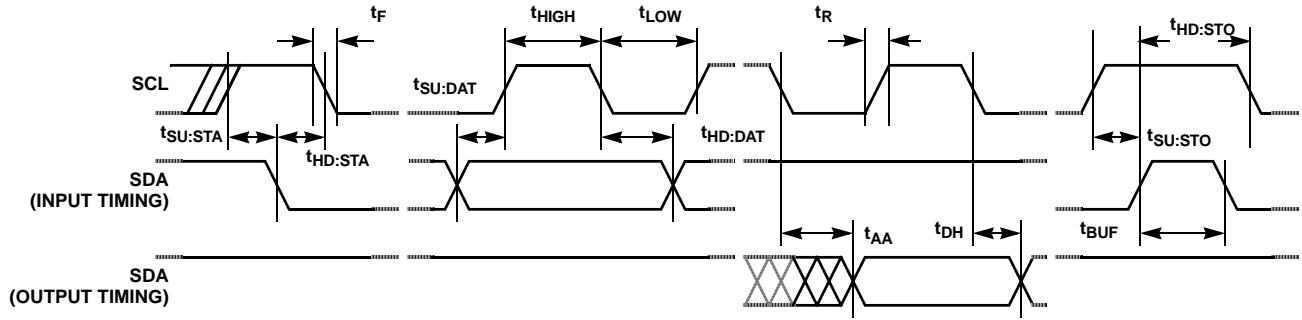 tF
tHIGH
tLOW
tR
tHD:STO
SCL
tSU:DAT
tSU:STA
tHD:STA
tHD:DAT
tSU:STO
SDA
(INPUT TIMING)
tAA
tDH
tBUF
SDA
(OUTPUT TIMING)